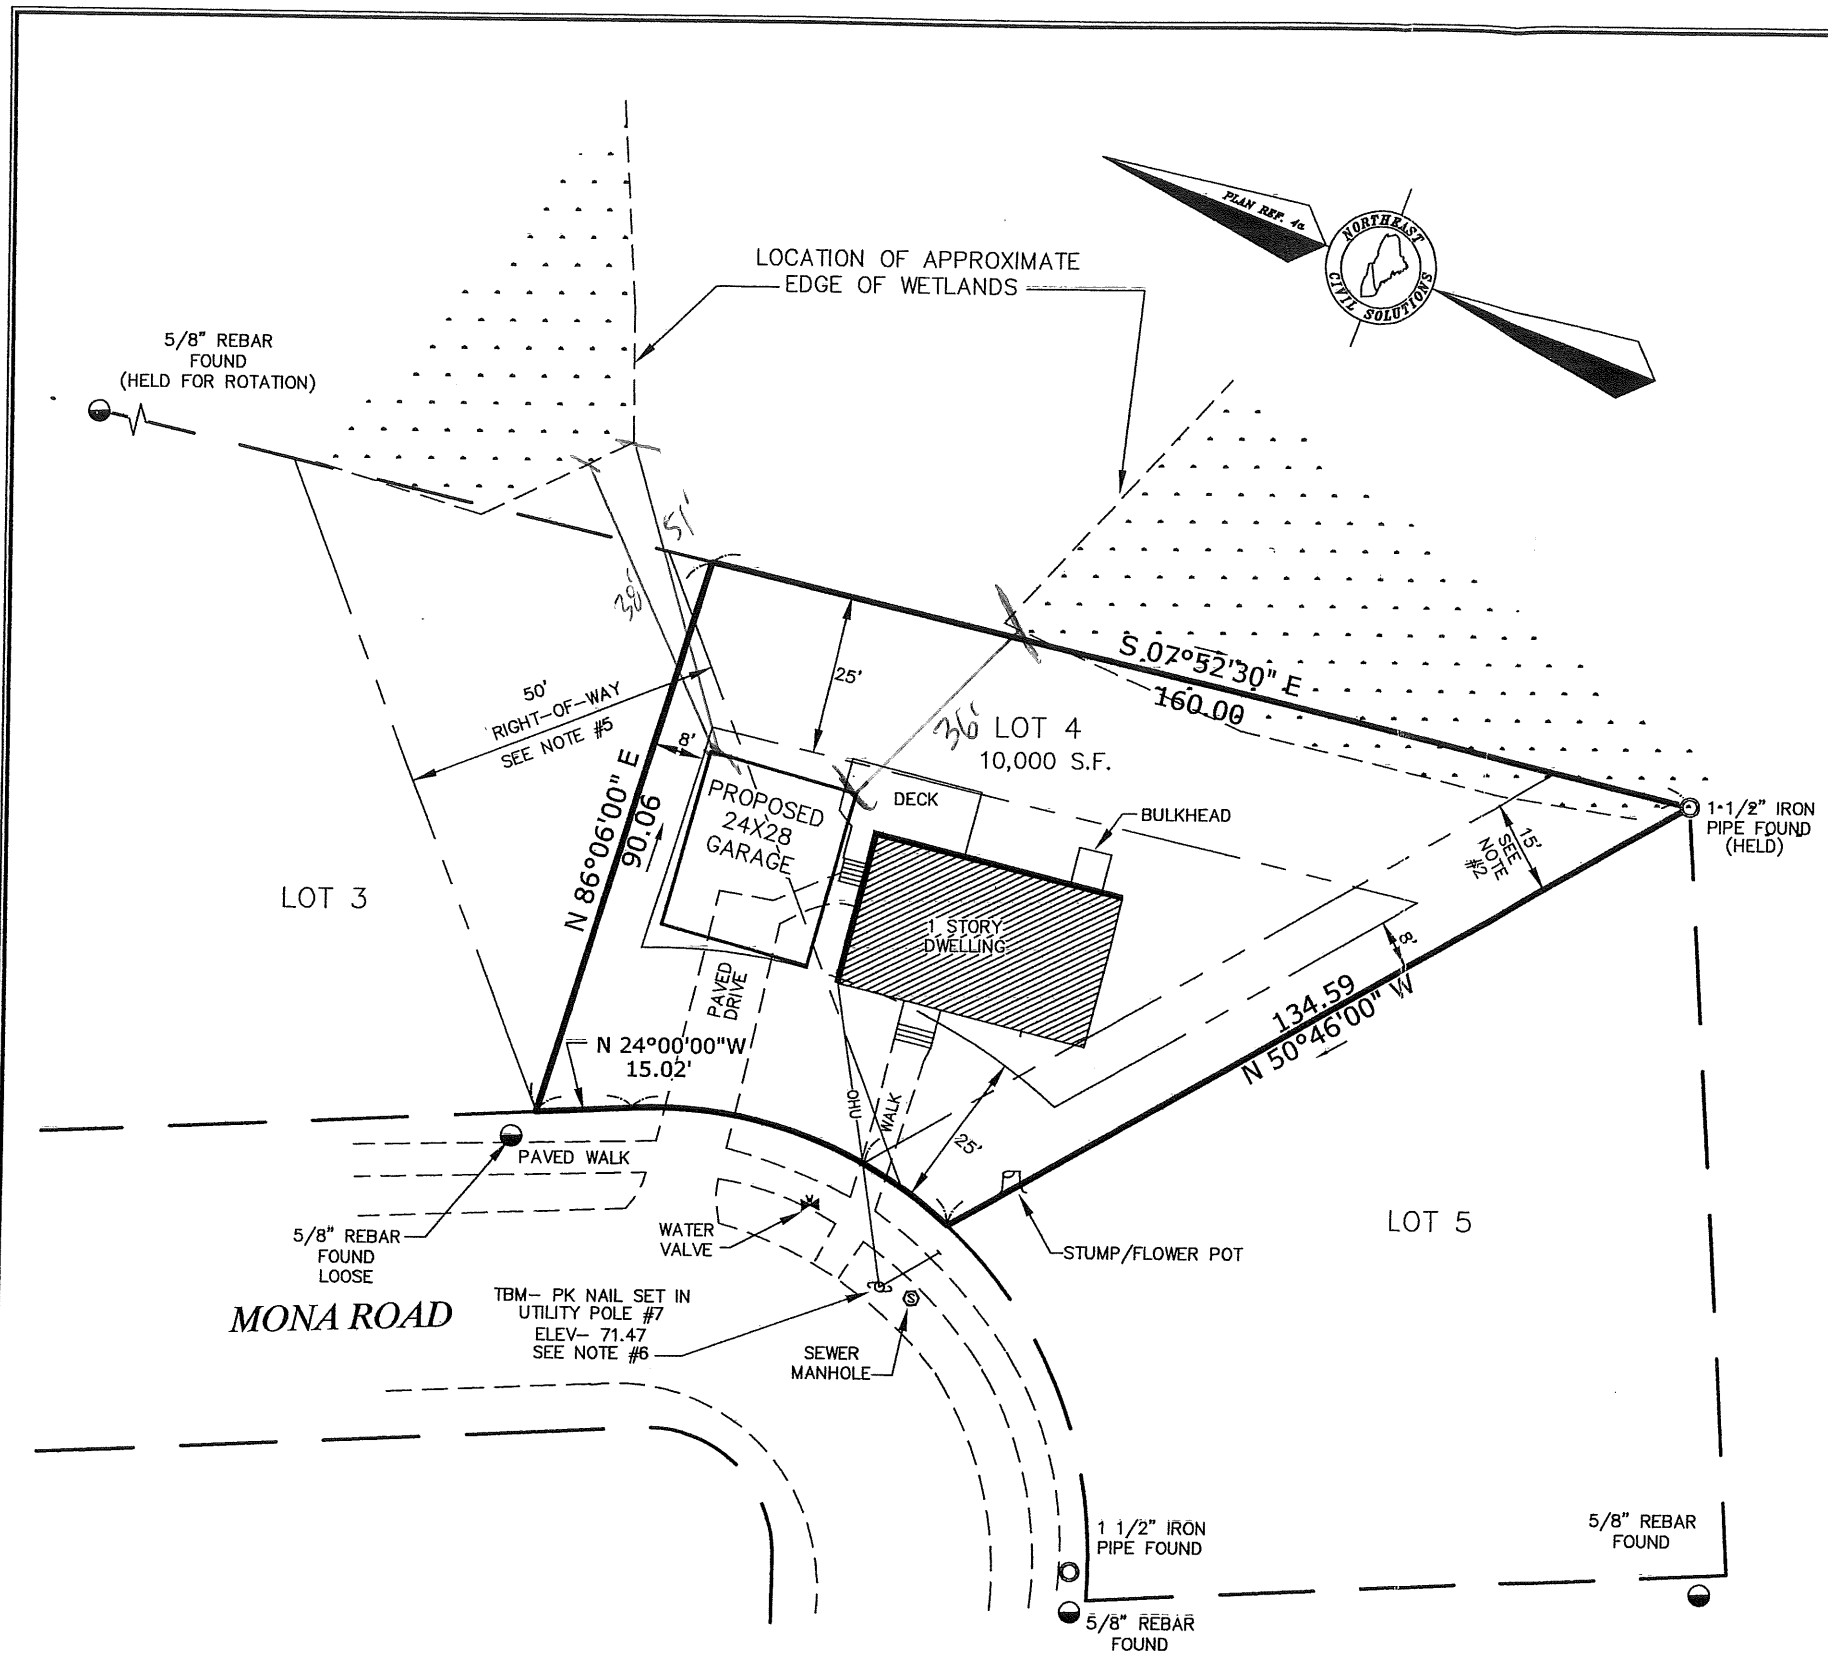 PLAN REF. 4a
NORTHEAST
CIVIL SOLUTIONS
LOCATION OF APPROXIMATE
EDGE OF WETLANDS
5/8" REBAR
FOUND
(HELD FOR ROTATION)
51'
38'
25'
50'
RIGHT-OF-WAY
SEE NOTE #5
8'
36'
LOT 4
10,000 S.F.
S 07°52'30" E
160.00
N 86°06'00" E
90.06
PROPOSED
24X28
GARAGE
DECK
BULKHEAD
1-1/2" IRON
PIPE FOUND
(HELD)
15'
SEE
NOTE
#2
LOT 3
1 STORY
DWELLING
8'
PAVED
DRIVE
134.59
N 50°46'00" W
N 24°00'00"W
15.02'
OHU
WALK
25'
PAVED WALK
5/8" REBAR
FOUND
LOOSE
WATER
VALVE
STUMP/FLOWER POT
LOT 5
MONA ROAD
TBM- PK NAIL SET IN
UTILITY POLE #7
ELEV- 71.47
SEE NOTE #6
S
SEWER
MANHOLE
1 1/2" IRON
PIPE FOUND
5/8" REBAR
FOUND
5/8" REBAR
FOUND